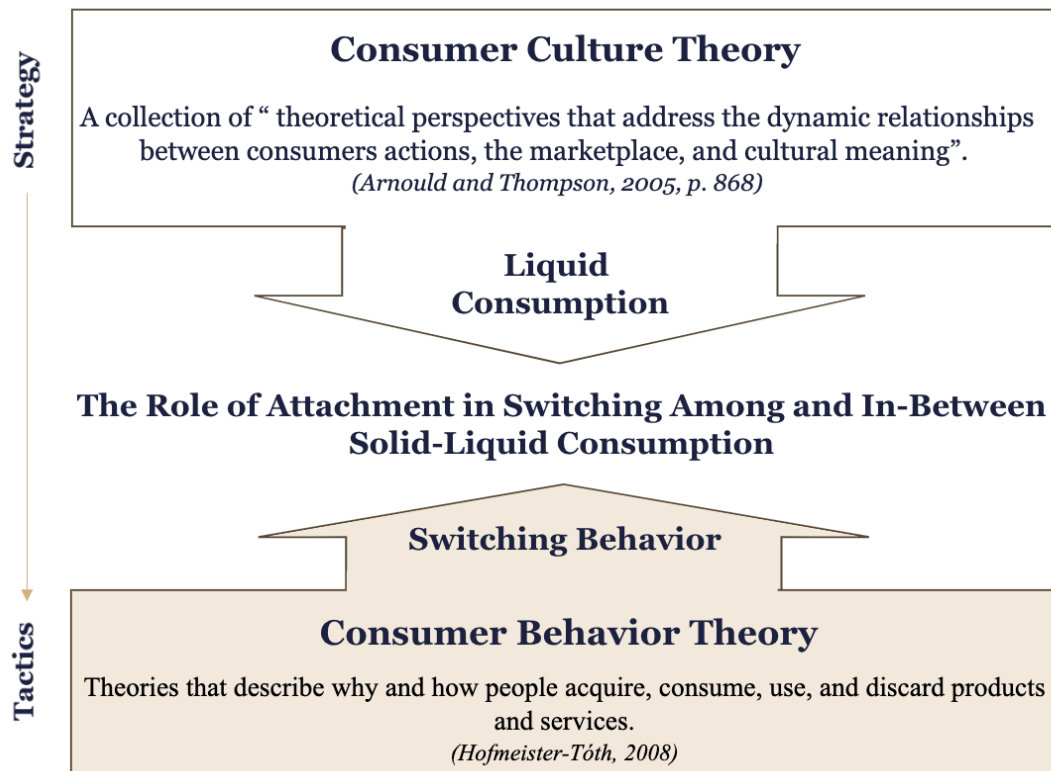 Strategy
Consumer Culture Theory
A collection of “ theoretical perspectives that address the dynamic relationships
between consumers actions, the marketplace, and cultural meaning”.
(Arnould and Thompson, 2005, p. 868)
Liquid
Consumption
The Role of Attachment in Switching Among and In-Between
Solid-Liquid Consumption
Switching Behavior
Tactics
Consumer Behavior Theory
Theories that describe why and how people acquire, consume, use, and discard products
and services.
(Hofmeister-Tóth, 2008)